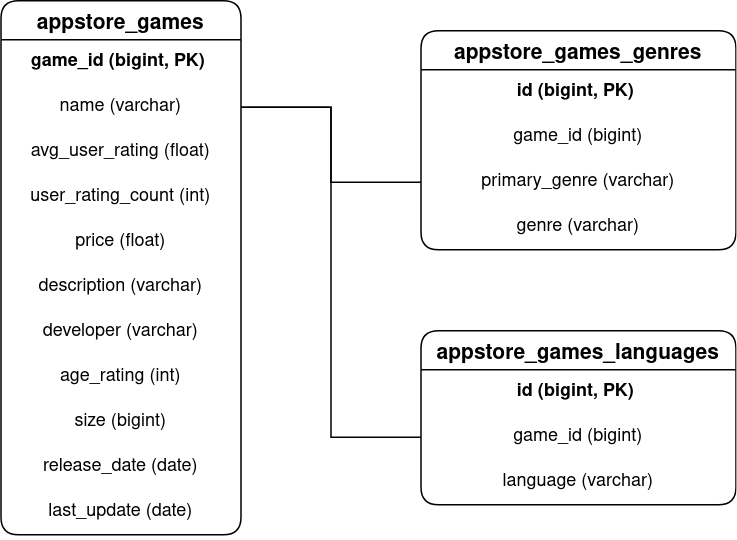 appstore_games
game_id (bigint, PK)
name (varchar)
avg_user_rating (float)
user_rating_count (int)
price (float)
description (varchar)
developer (varchar)
age_rating (int)
size (bigint)
release_date (date)
last_update (date)
appstore_games_genres
id (bigint, PK)
game_id (bigint)
primary_genre (varchar)
genre (varchar)
appstore_games_languages
id (bigint, PK)
game_id (bigint)
language (varchar)